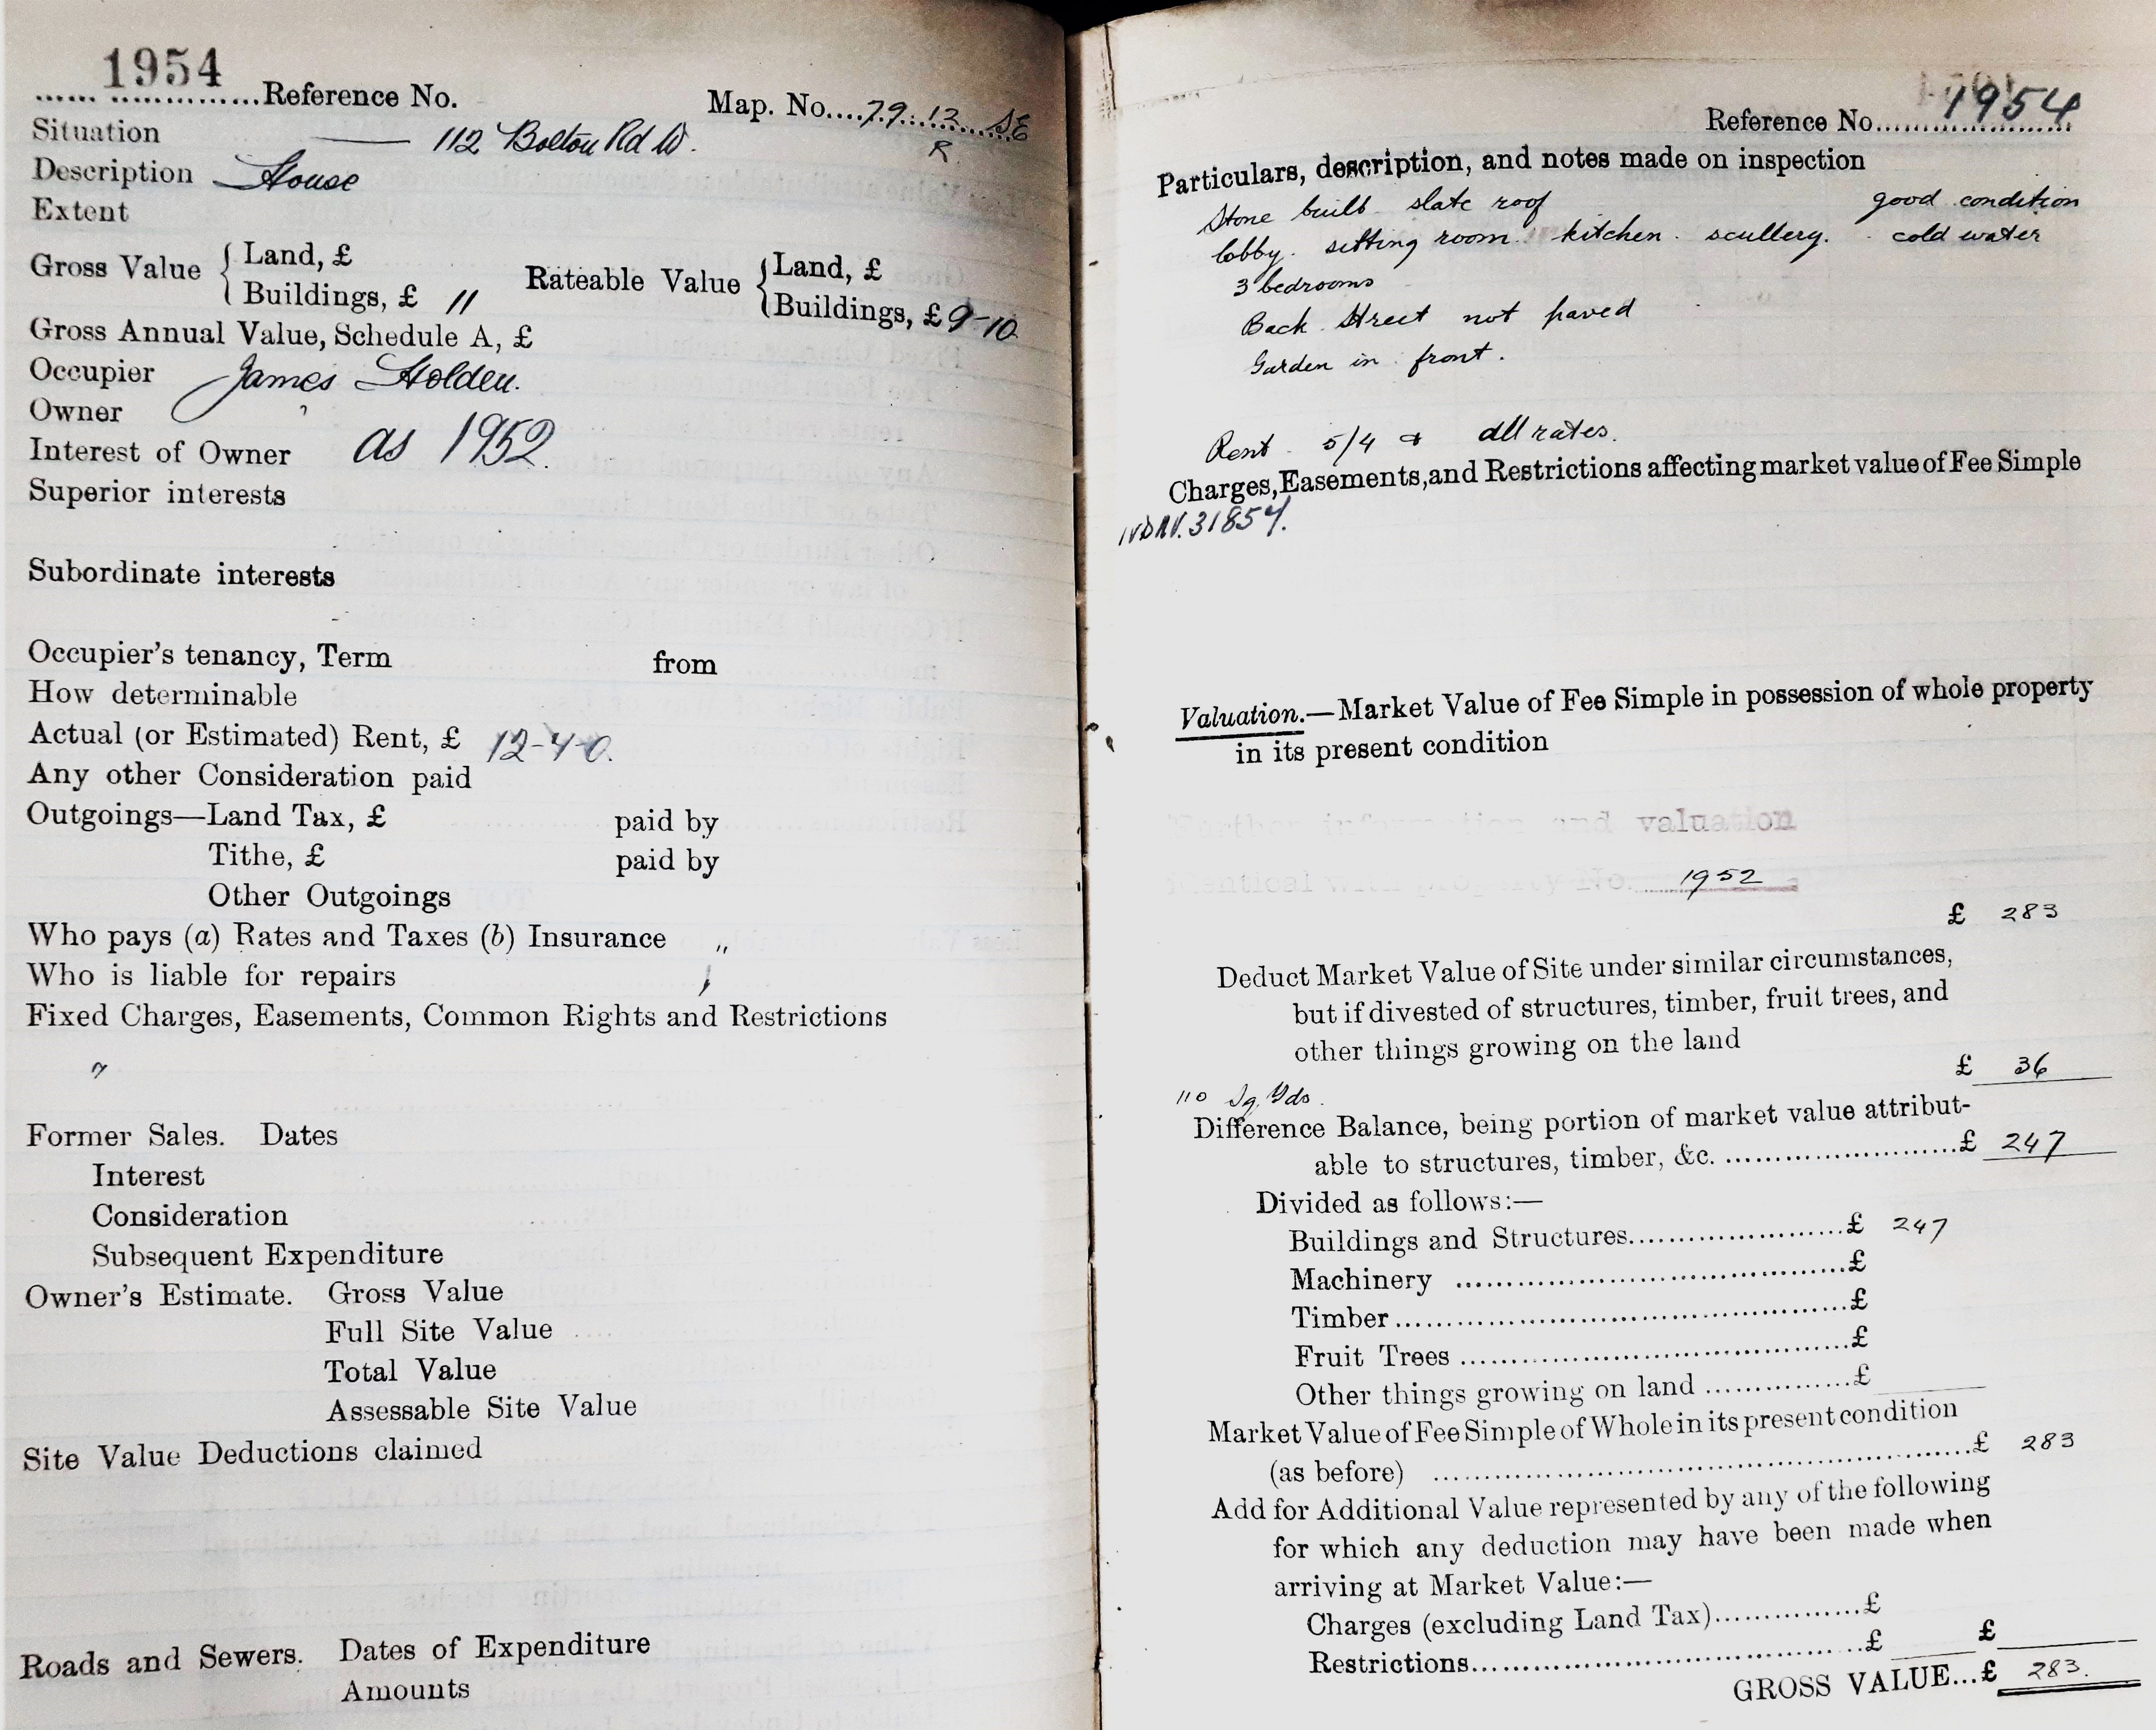 1954
...... ...............Reference No.
Map. No....79..13......SE
R
Situation —— 112 Bolton Rd W.
Description House
Extent
Gross Value { Land, £ Rateable Value { Land, £
Buildings, £ 11 Buildings, £ 9-10
Gross Annual Value, Schedule A, £
Occupier James Holden.
Owner
Interest of Owner as 1952.
Superior interests
Subordinate interests
Occupier's tenancy, Term from
How determinable
Actual (or Estimated) Rent, £ 12-4-0.
Any other Consideration paid
Outgoings—Land Tax, £ paid by
Tithe, £ paid by
Other Outgoings
Who pays (a) Rates and Taxes (b) Insurance ,,
Who is liable for repairs ,
Fixed Charges, Easements, Common Rights and Restrictions
"
Former Sales. Dates
Interest
Consideration
Subsequent Expenditure
Owner's Estimate. Gross Value
Full Site Value
Total Value
Assessable Site Value
Site Value Deductions claimed
Roads and Sewers. Dates of Expenditure
Amounts
Reference No....1954
Particulars, description, and notes made on inspection
Stone built slate roof good condition
lobby. sitting room. kitchen. scullery. cold water
3 bedrooms
Back Street not paved
Garden in front.
Rent 5/4 & all rates.
Charges, Easements, and Restrictions affecting market value of Fee Simple
31854.
Valuation.—Market Value of Fee Simple in possession of whole property
in its present condition
Further information and valuation
identical with property No. 1952
£ 283
Deduct Market Value of Site under similar circumstances,
but if divested of structures, timber, fruit trees, and
other things growing on the land
£ 36
110 Sq. Yds.
Difference Balance, being portion of market value attribut-
able to structures, timber, &c. ..........................£ 247
Divided as follows:—
Buildings and Structures........................£ 247
Machinery ..........................................£
Timber................................................£
Fruit Trees ..........................................£
Other things growing on land ................£
Market Value of Fee Simple of Whole in its present condition
(as before) ..........................................................£ 283
Add for Additional Value represented by any of the following
for which any deduction may have been made when
arriving at Market Value:—
Charges (excluding Land Tax)................£
Restrictions............................................£ £
GROSS VALUE...£ 283.